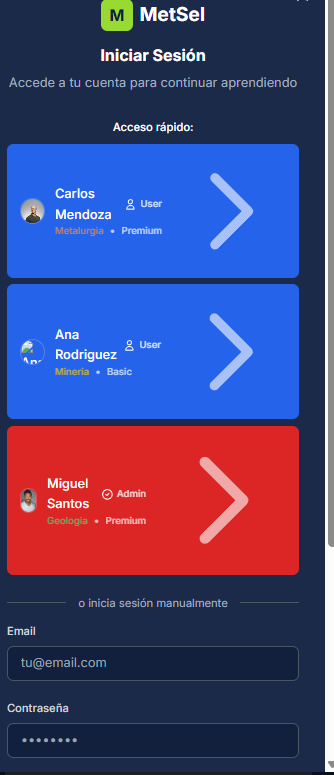 M MetSel
Iniciar Sesión
Accede a tu cuenta para continuar aprendiendo
Acceso rápido:
Carlos
Mendoza
User
Metalurgia • Premium
Ana
Rodriguez
User
Minería • Basic
Miguel
Santos
Admin
Geología • Premium
o inicia sesión manualmente
Email
tu@email.com
Contraseña
••••••••